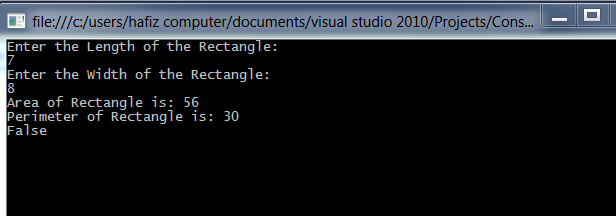 file:///c:/users/hafiz computer/documents/visual studio 2010/Projects/Cons...
Enter the Length of the Rectangle:
7
Enter the Width of the Rectangle:
8
Area of Rectangle is: 56
Perimeter of Rectangle is: 30
False